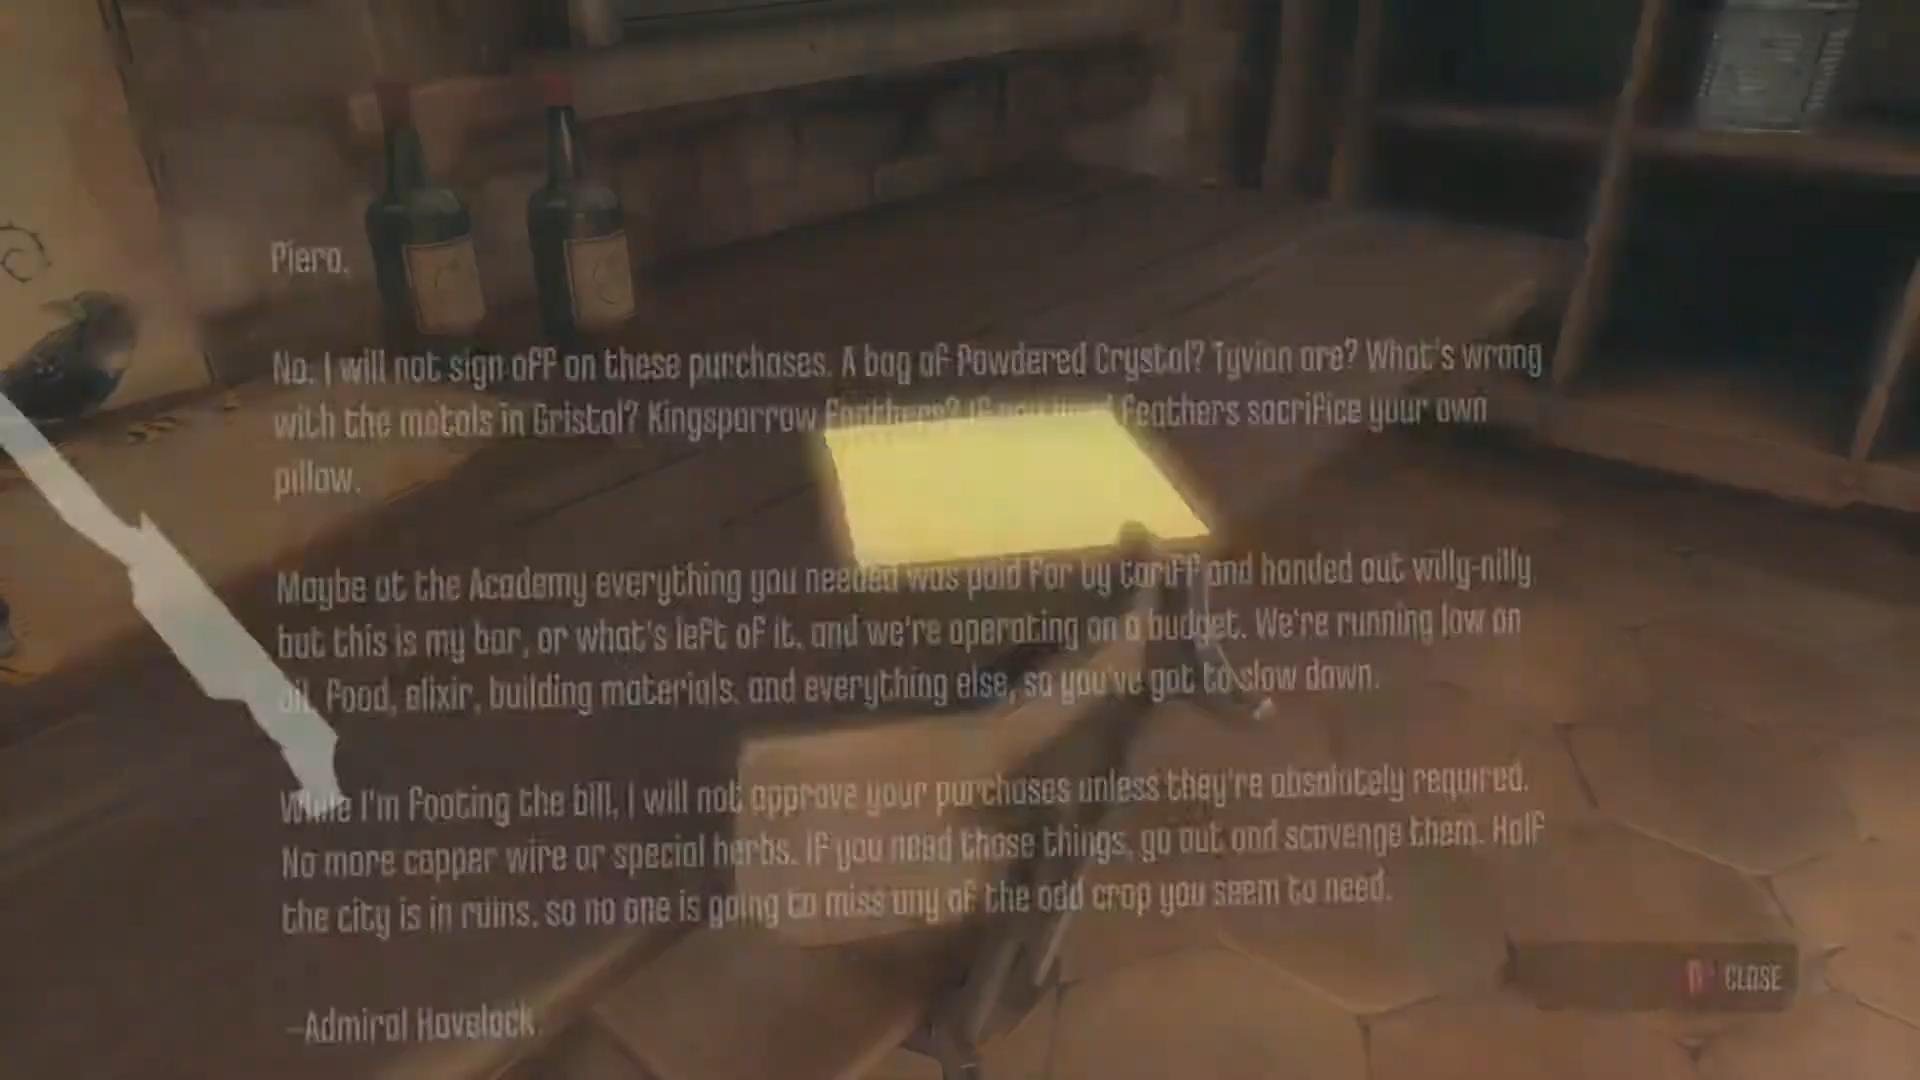 Piero.
No. I will not sign off on these purchases. A bag of Powdered Crystal? Tyvian ore? What's wrong
with the metals in Gristol? Kingsparrow Feathers? If you need Feathers sacrifice your own
pillow.
Maybe at the Academy everything you needed was paid for by tariff and handed out willy-nilly
but this is my bar, or what's left of it, and we're operating on a budget. We're running low on
oil, food, elixir, building materials, and everything else, so you've got to slow down.
While I'm footing the bill, I will not approve your purchases unless they're absolutely required.
No more copper wire or special herbs. If you need those things, go out and scavenge them. Half
the city is in ruins, so no one is going to miss any of the odd crap you seem to need.
-Admiral Havelock
CLOSE